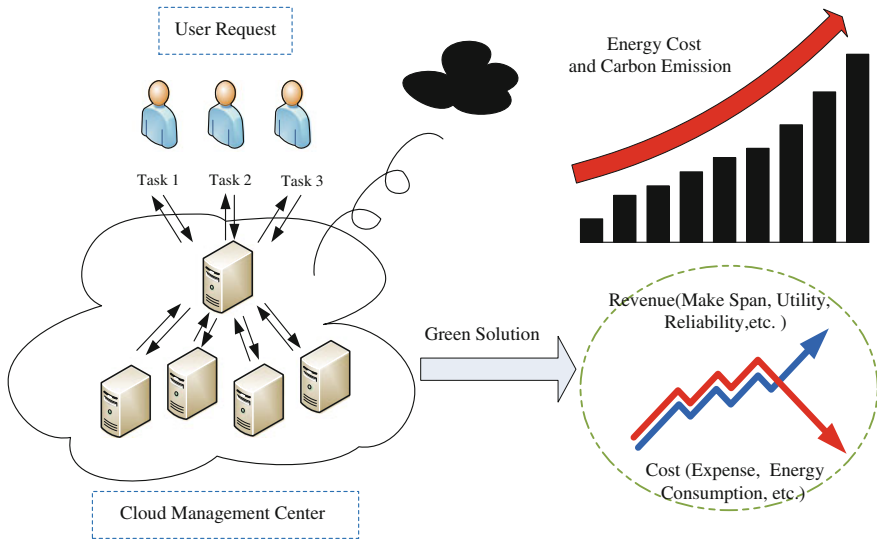 User Request
Task 1
Task 2
Task 3
Cloud Management Center
Energy Cost
and Carbon Emission
Green Solution
Revenue(Make Span, Utility,
Reliability,etc. )
Cost (Expense, Energy
Consumption, etc.)